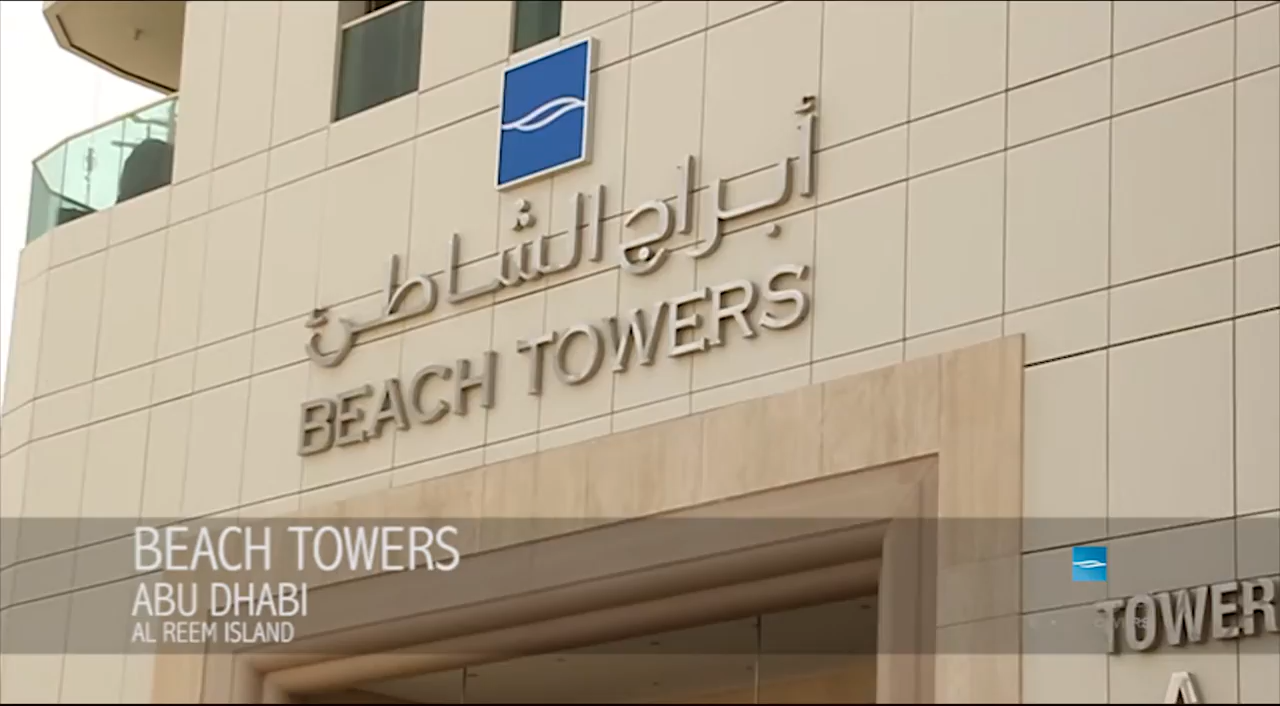 أبراج الشاطئ
BEACH TOWERS
BEACH TOWERS
ABU DHABI
AL REEM ISLAND
TOWER
A